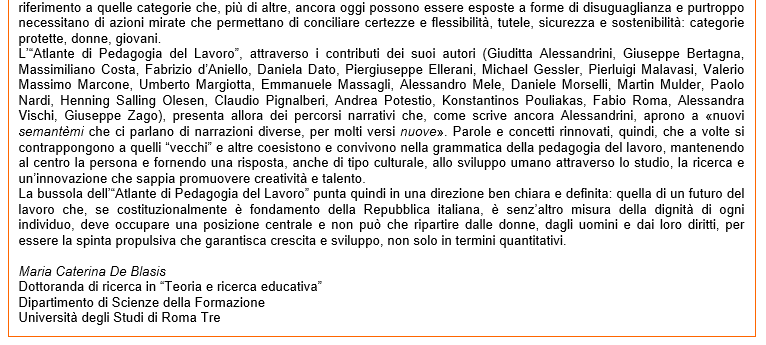 riferimento a quelle categorie che, più di altre, ancora oggi possono essere esposte a forme di disuguaglianza e purtroppo
necessitano di azioni mirate che permettano di conciliare certezze e flessibilità, tutele, sicurezza e sostenibilità: categorie
protette, donne, giovani.
L'“Atlante di Pedagogia del Lavoro”, attraverso i contributi dei suoi autori (Giuditta Alessandrini, Giuseppe Bertagna,
Massimiliano Costa, Fabrizio d'Aniello, Daniela Dato, Piergiuseppe Ellerani, Michael Gessler, Pierluigi Malavasi, Valerio
Massimo Marcone, Umberto Margiotta, Emmanuele Massagli, Alessandro Mele, Daniele Morselli, Martin Mulder, Paolo
Nardi, Henning Salling Olesen, Claudio Pignalberi, Andrea Potestio, Konstantinos Pouliakas, Fabio Roma, Alessandra
Vischi, Giuseppe Zago), presenta allora dei percorsi narrativi che, come scrive ancora Alessandrini, aprono a «nuovi
semantèmi che ci parlano di narrazioni diverse, per molti versi nuove». Parole e concetti rinnovati, quindi, che a volte si
contrappongono a quelli “vecchi” e altre coesistono e convivono nella grammatica della pedagogia del lavoro, mantenendo
al centro la persona e fornendo una risposta, anche di tipo culturale, allo sviluppo umano attraverso lo studio, la ricerca e
un'innovazione che sappia promuovere creatività e talento.
La bussola dell'“Atlante di Pedagogia del Lavoro” punta quindi in una direzione ben chiara e definita: quella di un futuro del
lavoro che, se costituzionalmente è fondamento della Repubblica italiana, è senz'altro misura della dignità di ogni
individuo, deve occupare una posizione centrale e non può che ripartire dalle donne, dagli uomini e dai loro diritti, per
essere la spinta propulsiva che garantisca crescita e sviluppo, non solo in termini quantitativi.
Maria Caterina De Blasis
Dottoranda di ricerca in “Teoria e ricerca educativa”
Dipartimento di Scienze della Formazione
Università degli Studi di Roma Tre